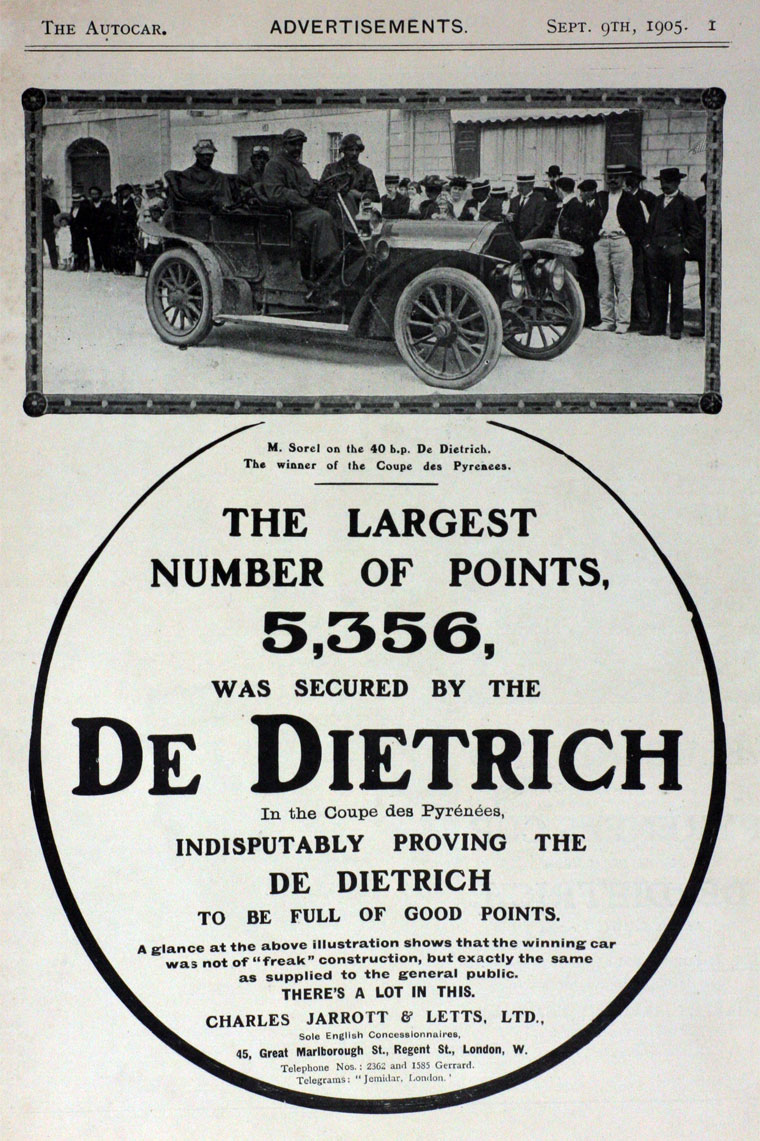 THE AUTOCAR. ADVERTISEMENTS. SEPT. 9TH, 1905. 1
M. Sorel on the 40 h.p. De Dietrich.
The winner of the Coupe des Pyrenees.
THE LARGEST
NUMBER OF POINTS,
5,356,
WAS SECURED BY THE
DE DIETRICH
In the Coupe des Pyrénées,
INDISPUTABLY PROVING THE
DE DIETRICH
TO BE FULL OF GOOD POINTS.
A glance at the above illustration shows that the winning car
was not of "freak" construction, but exactly the same
as supplied to the general public.
THERE'S A LOT IN THIS.
CHARLES JARROTT & LETTS, LTD.,
Sole English Concessionnaires,
45, Great Marlborough St., Regent St., London, W.
Telephone Nos.: 2362 and 1585 Gerrard.
Telegrams: "Jemidar, London."